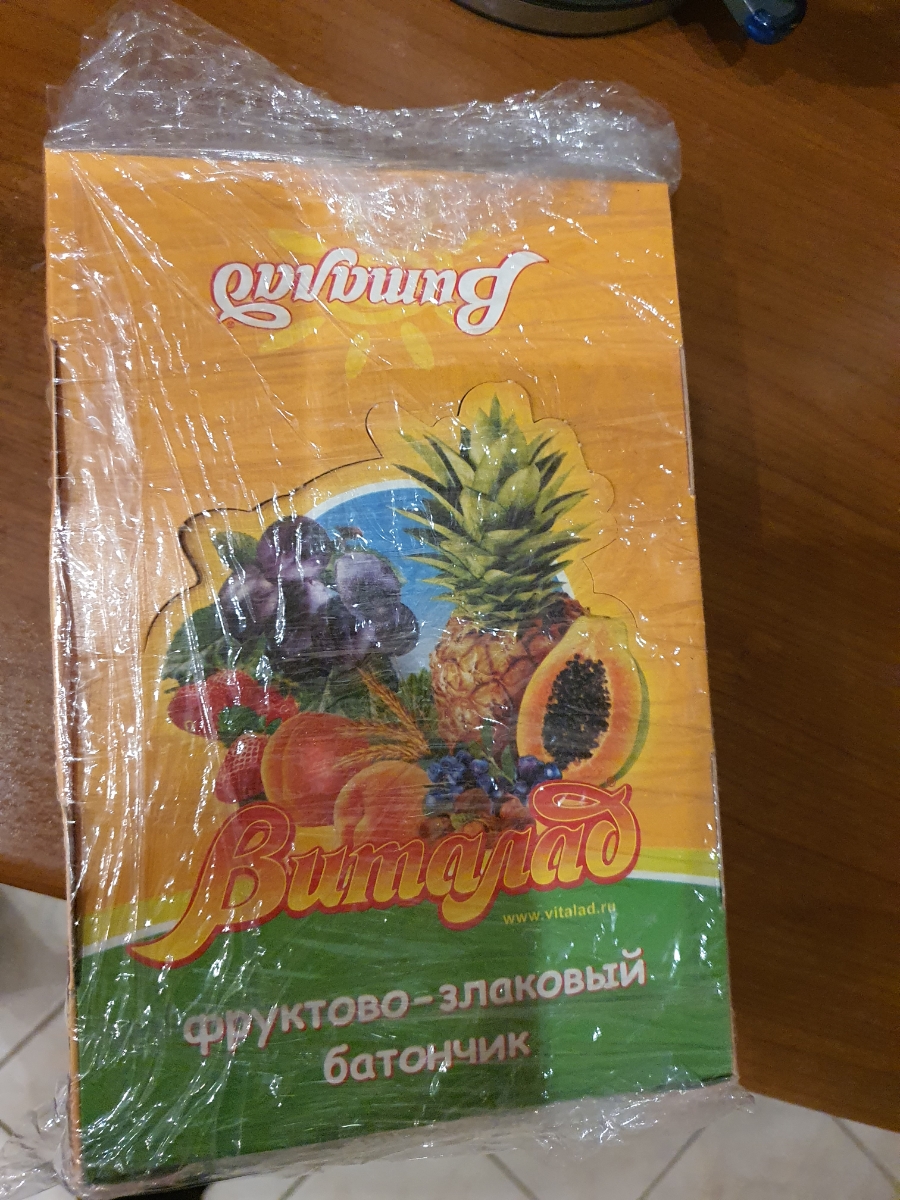 Виталад
Виталад
www.vitalad.ru
фруктово-злаковый
батончик